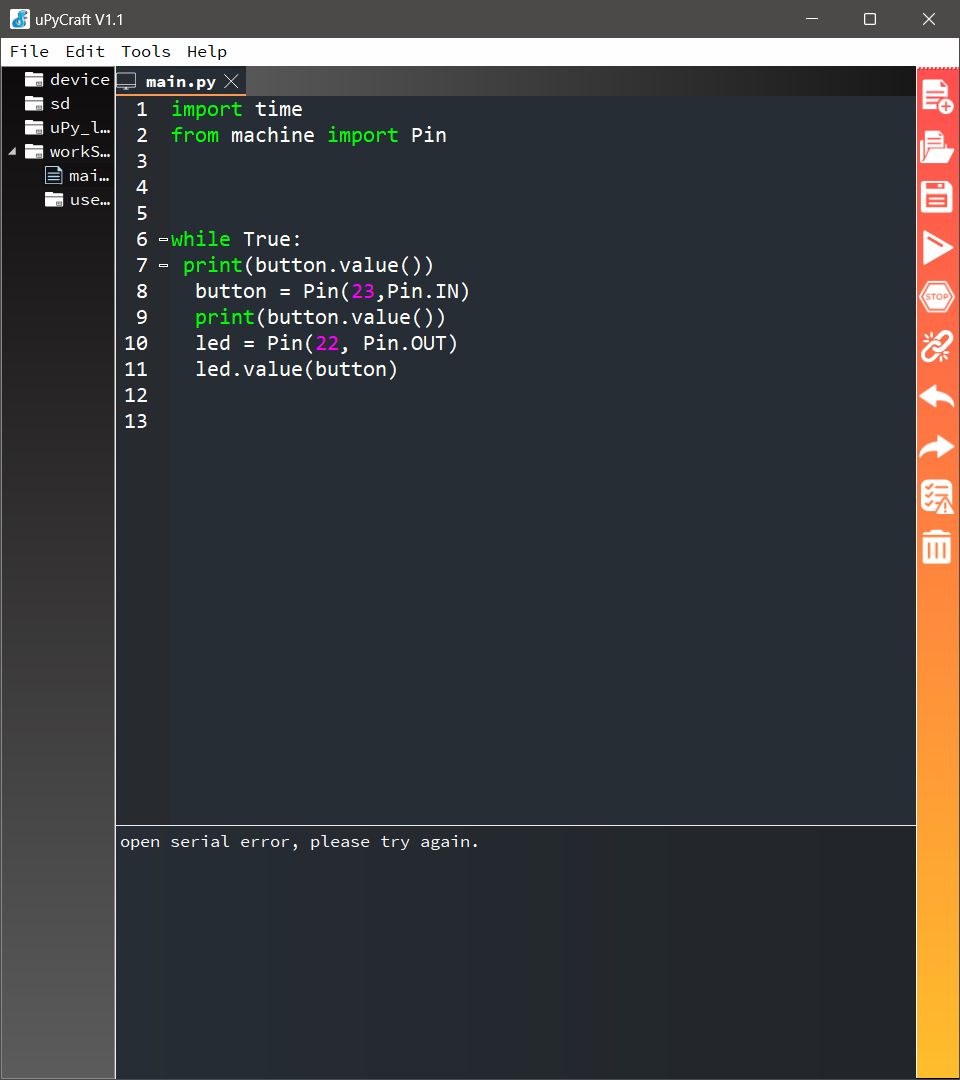 uPyCraft V1.1
File Edit Tools Help
device
sd
uPy_l...
workS...
mai...
use...
main.py
1 import time
2 from machine import Pin
3
4
5
6 while True:
7  print(button.value())
8   button = Pin(23,Pin.IN)
9   print(button.value())
10   led = Pin(22, Pin.OUT)
11   led.value(button)
12
13
open serial error, please try again.
STOP